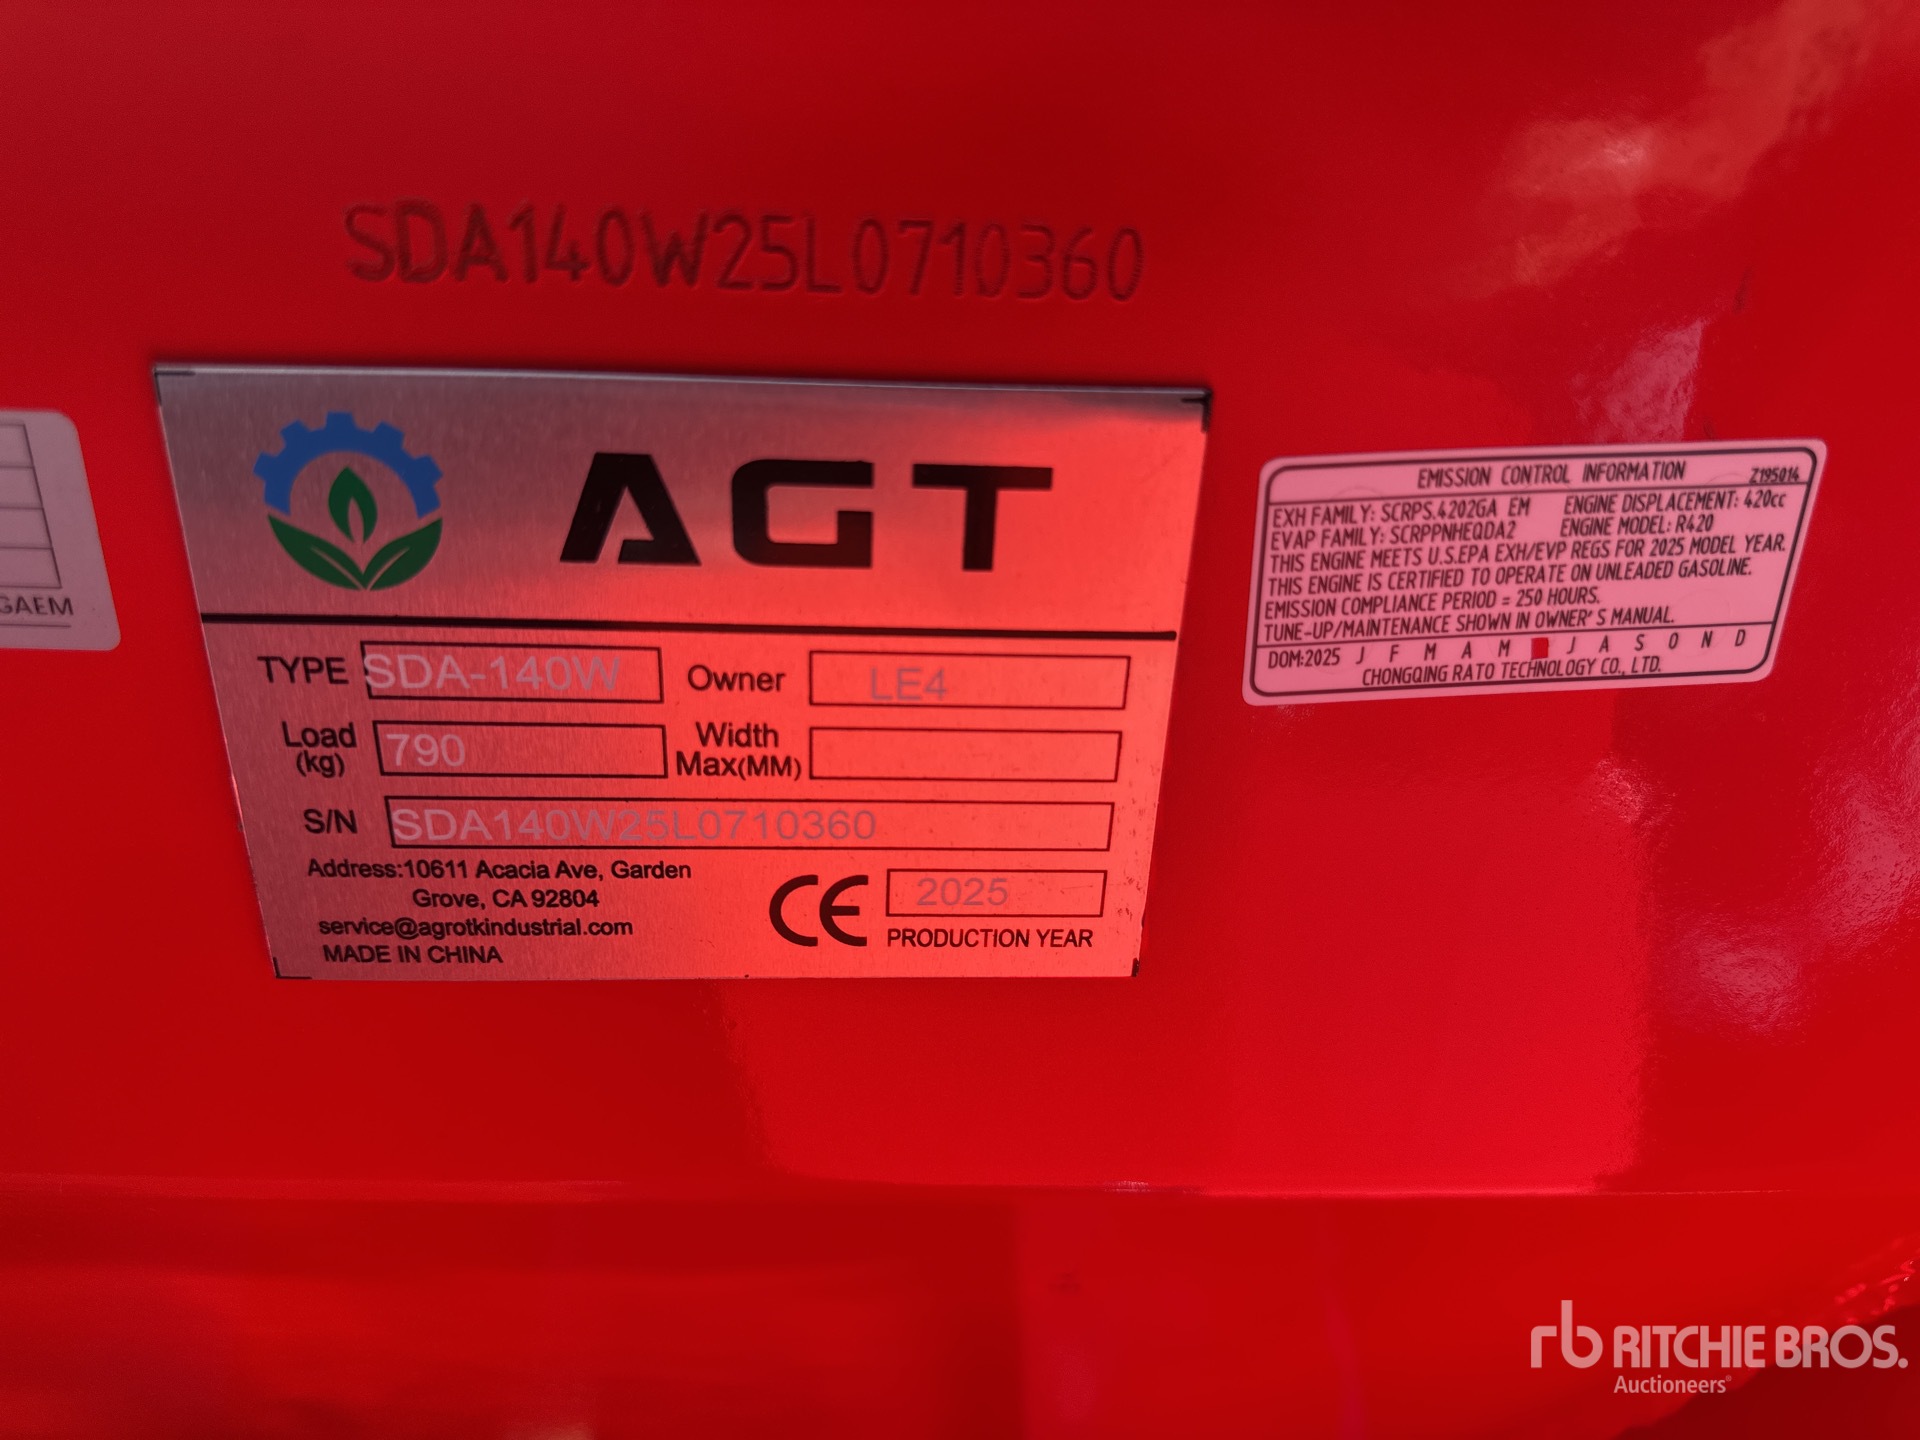 SDA140W25L0710360
AGT
TYPE SDA-140W Owner LE4
Load (kg) 790 Width Max(MM)
S/N SDA140W25L0710360
Address:10611 Acacia Ave, Garden
Grove, CA 92804
service@agrotkindustrial.com
MADE IN CHINA
CE 2025
PRODUCTION YEAR
GAEM
EMISSION CONTROL INFORMATION Z195014
EXH FAMILY: SCRPS.4202GA EM ENGINE DISPLACEMENT: 420cc
EVAP FAMILY: SCRPPNHEQDA2 ENGINE MODEL: R420
THIS ENGINE MEETS U.S.EPA EXH/EVP REGS FOR 2025 MODEL YEAR.
THIS ENGINE IS CERTIFIED TO OPERATE ON UNLEADED GASOLINE.
EMISSION COMPLIANCE PERIOD = 250 HOURS.
TUNE-UP/MAINTENANCE SHOWN IN OWNER'S MANUAL.
DOM:2025 J F M A M J A S O N D
CHONGQING RATO TECHNOLOGY CO., LTD.
rb RITCHIE BROS.
Auctioneers®